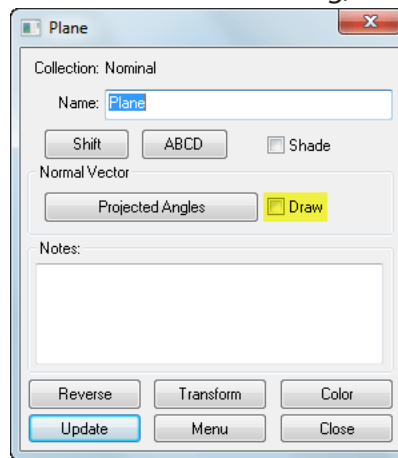 Plane
Collection: Nominal
Name: Plane
Shift ABCD Shade
Normal Vector
Projected Angles Draw
Notes:
Reverse Transform Color
Update Menu Close